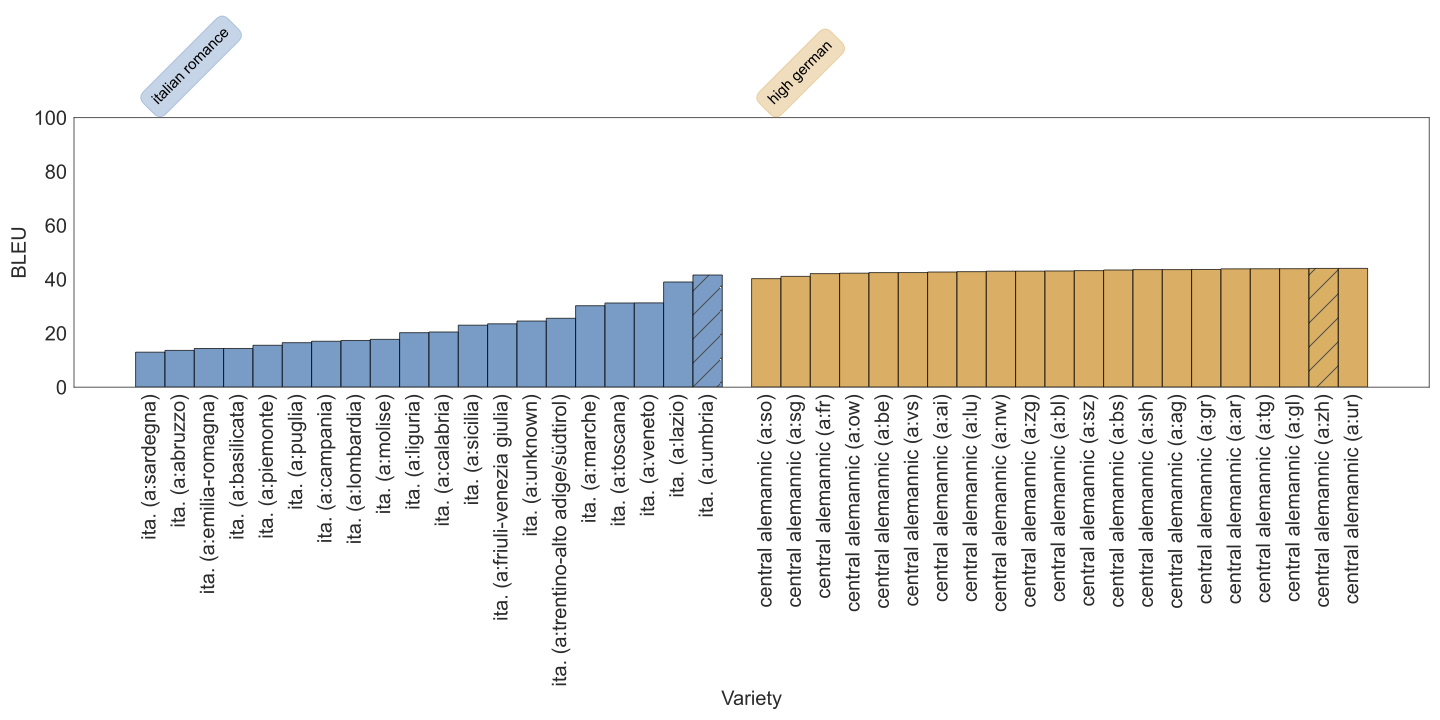 italian romance
high german
100
80
60
40
20
0
BLEU
ita. (a:sardegna)
ita. (a:abruzzo)
ita. (a:emilia-romagna)
ita. (a:basilicata)
ita. (a:piemonte)
ita. (a:puglia)
ita. (a:campania)
ita. (a:lombardia)
ita. (a:molise)
ita. (a:liguria)
ita. (a:calabria)
ita. (a:sicilia)
ita. (a:friuli-venezia giulia)
ita. (a:unknown)
ita. (a:trentino-alto adige/südtirol)
ita. (a:marche)
ita. (a:toscana)
ita. (a:veneto)
ita. (a:lazio)
ita. (a:umbria)
central alemannic (a:so)
central alemannic (a:sg)
central alemannic (a:fr)
central alemannic (a:ow)
central alemannic (a:be)
central alemannic (a:vs)
central alemannic (a:ai)
central alemannic (a:lu)
central alemannic (a:nw)
central alemannic (a:zg)
central alemannic (a:bl)
central alemannic (a:sz)
central alemannic (a:bs)
central alemannic (a:sh)
central alemannic (a:ag)
central alemannic (a:gr)
central alemannic (a:ar)
central alemannic (a:tg)
central alemannic (a:gl)
central alemannic (a:zh)
central alemannic (a:ur)
Variety